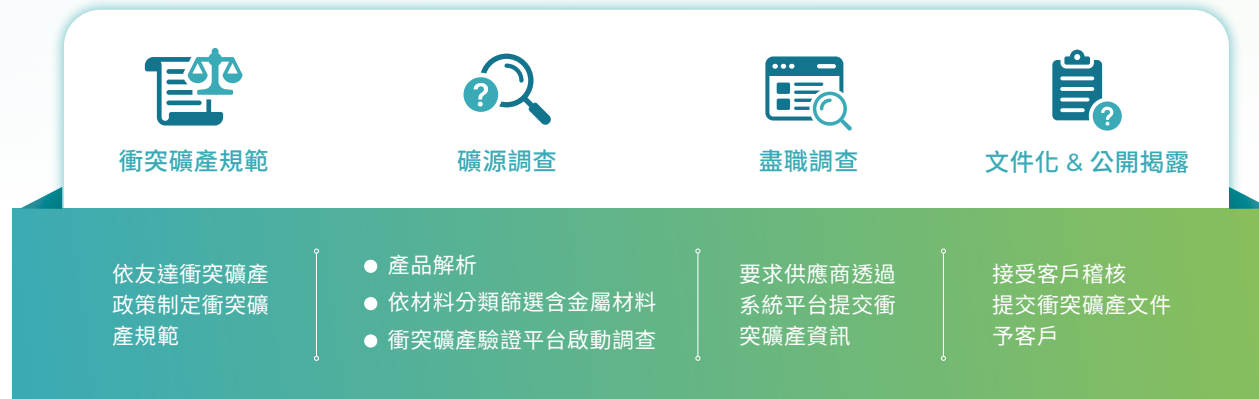 衝突礦產規範
礦源調查
盡職調查
文件化 & 公開揭露
依友達衝突礦產
政策制定衝突礦
產規範
● 產品解析
● 依材料分類篩選含金屬材料
● 衝突礦產驗證平台啟動調查
要求供應商透過
系統平台提交衝
突礦產資訊
接受客戶稽核
提交衝突礦產文件
予客戶